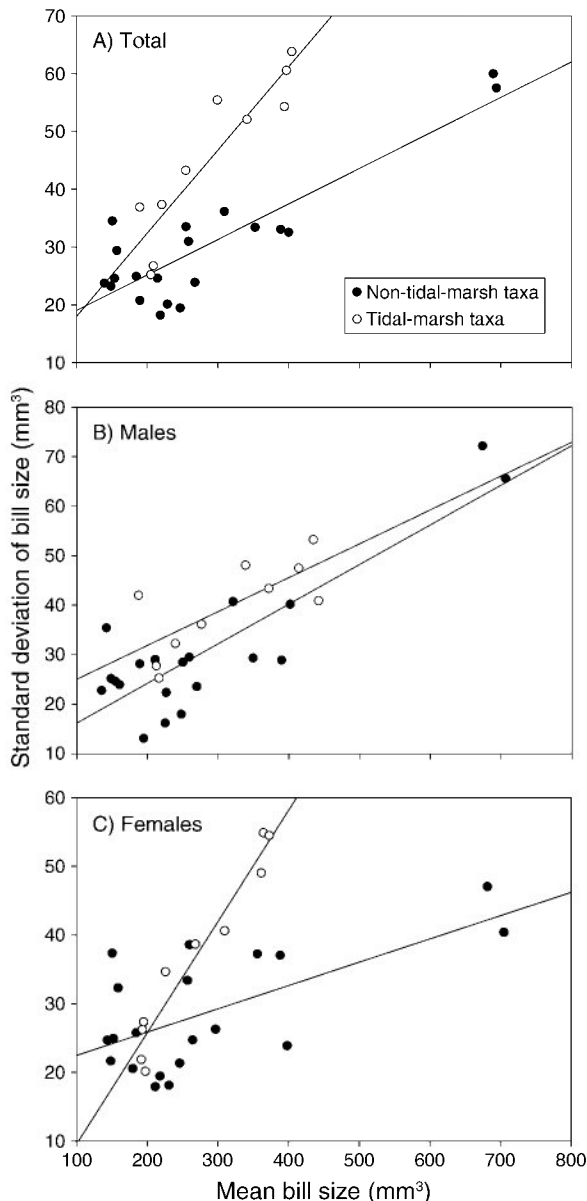 A) Total
70
60
50
40
30
20
10
Non-tidal-marsh taxa
Tidal-marsh taxa
Standard deviation of bill size (mm³)
B) Males
80
70
60
50
40
30
20
10
C) Females
60
50
40
30
20
10
100 200 300 400 500 600 700 800
Mean bill size (mm³)